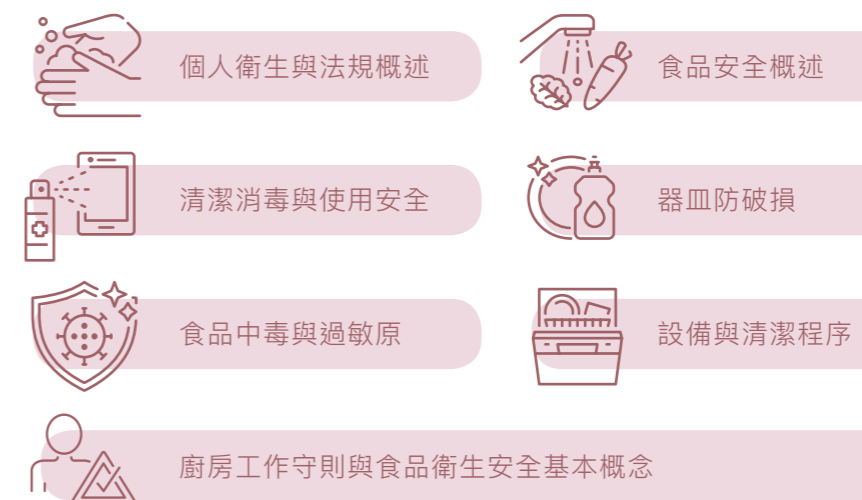 個人衛生與法規概述
食品安全概述
清潔消毒與使用安全
器皿防破損
食品中毒與過敏原
設備與清潔程序
廚房工作守則與食品衛生安全基本概念